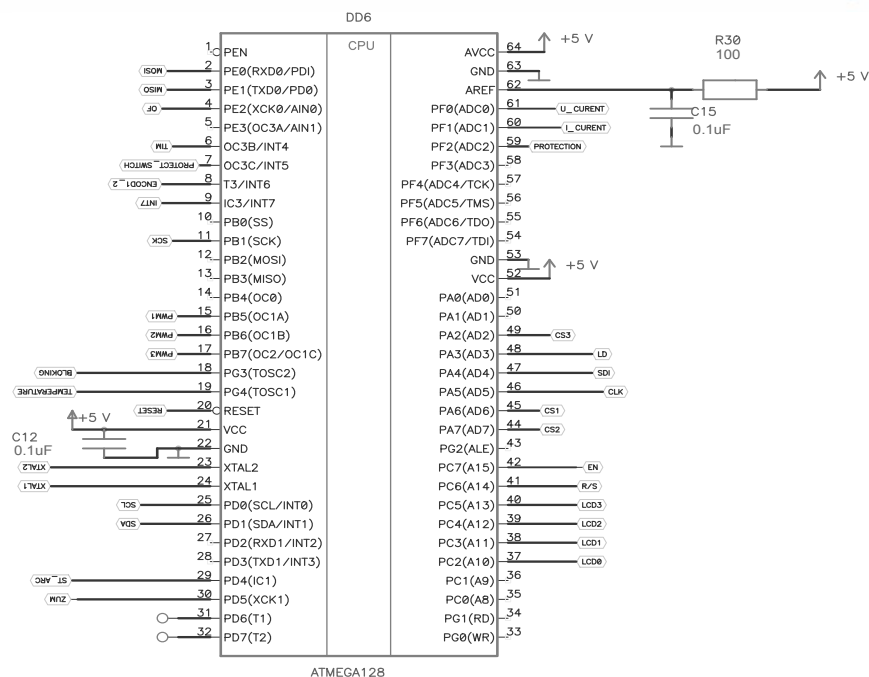 DD6
CPU
1 PEN
MOSI 2 PE0(RXD0/PDI)
MISO 3 PE1(TXD0/PD0)
OF 4 PE2(XCK0/AIN0)
5 PE3(OC3A/AIN1)
TIM 6 OC3B/INT4
PROTECT_SWITCH 7 OC3C/INT5
ENCOD1_2 8 T3/INT6
INT7 9 IC3/INT7
10 PB0(SS)
SCK 11 PB1(SCK)
12 PB2(MOSI)
13 PB3(MISO)
14 PB4(OC0)
PWM1 15 PB5(OC1A)
PWM2 16 PB6(OC1B)
PWM3 17 PB7(OC2/OC1C)
BLOKING 18 PG3(TOSC2)
TEMPERATURE 19 PG4(TOSC1)
RESET 20 RESET
+5 V 21 VCC
C12
0.1uF
22 GND
XTAL2 23 XTAL2
XTAL1 24 XTAL1
SCL 25 PD0(SCL/INT0)
SDA 26 PD1(SDA/INT1)
27 PD2(RXD1/INT2)
28 PD3(TXD1/INT3)
ST_ARC 29 PD4(IC1)
ZUM 30 PD5(XCK1)
31 PD6(T1)
32 PD7(T2)
AVCC 64 +5 V
GND 63
AREF 62
R30
100
+5 V
C15
0.1uF
PF0(ADC0) 61 U_CURENT
PF1(ADC1) 60 I_CURENT
PF2(ADC2) 59 PROTECTION
PF3(ADC3) 58
PF4(ADC4/TCK) 57
PF5(ADC5/TMS) 56
PF6(ADC6/TDO) 55
PF7(ADC7/TDI) 54
GND 53
VCC 52 +5 V
PA0(AD0) 51
PA1(AD1) 50
PA2(AD2) 49 CS3
PA3(AD3) 48 LD
PA4(AD4) 47 SDI
PA5(AD5) 46 CLK
PA6(AD6) 45 CS1
PA7(AD7) 44 CS2
PG2(ALE) 43
PC7(A15) 42 EN
PC6(A14) 41 R/S
PC5(A13) 40 LCD3
PC4(A12) 39 LCD2
PC3(A11) 38 LCD1
PC2(A10) 37 LCD0
PC1(A9) 36
PC0(A8) 35
PG1(RD) 34
PG0(WR) 33
ATMEGA128